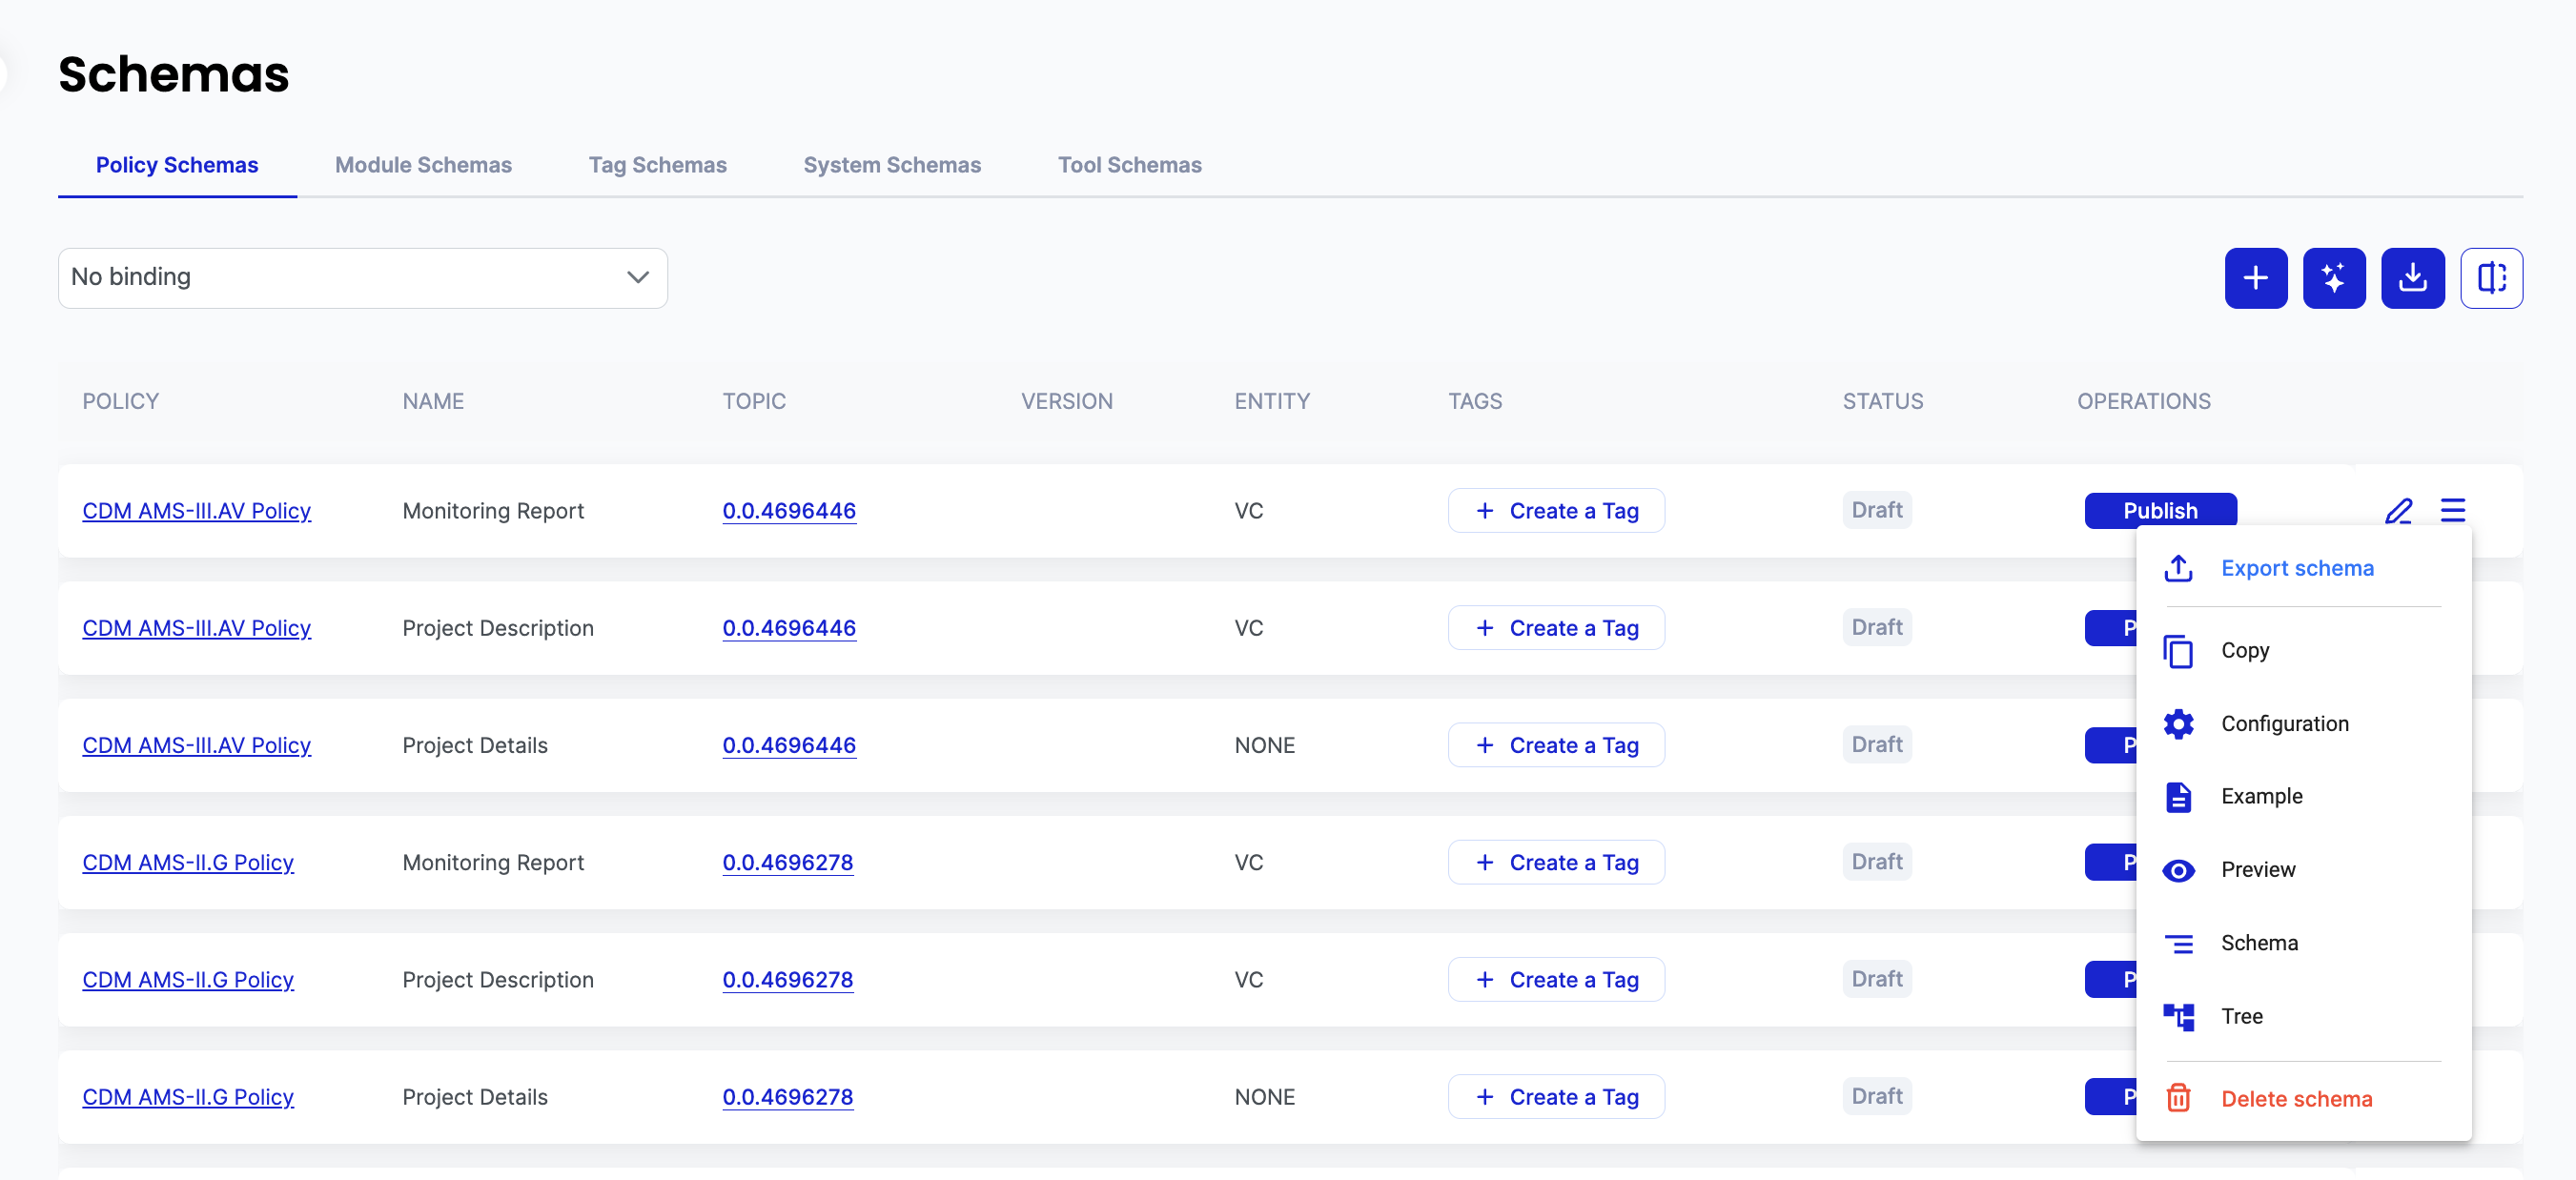 Schemas
Policy Schemas Module Schemas Tag Schemas System Schemas Tool Schemas
No binding
POLICY NAME TOPIC VERSION ENTITY TAGS STATUS OPERATIONS
CDM AMS-III.AV Policy Monitoring Report 0.0.4696446 VC + Create a Tag Draft Publish
Export schema
CDM AMS-III.AV Policy Project Description 0.0.4696446 VC + Create a Tag Draft P
Copy
Configuration
CDM AMS-III.AV Policy Project Details 0.0.4696446 NONE + Create a Tag Draft P
Example
CDM AMS-II.G Policy Monitoring Report 0.0.4696278 VC + Create a Tag Draft P
Preview
Schema
CDM AMS-II.G Policy Project Description 0.0.4696278 VC + Create a Tag Draft P
Tree
CDM AMS-II.G Policy Project Details 0.0.4696278 NONE + Create a Tag Draft P
Delete schema